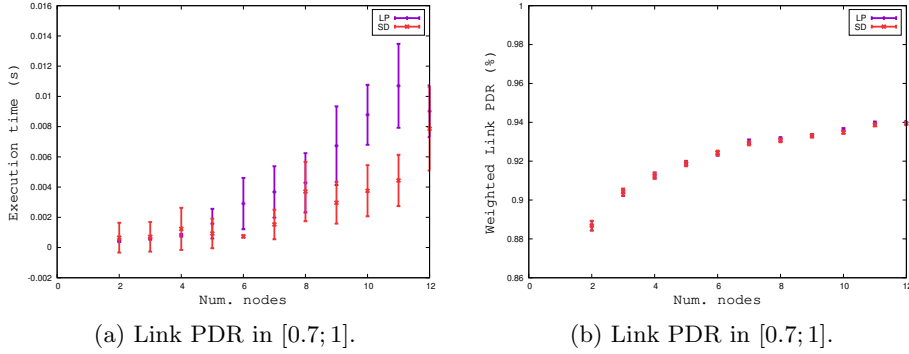 0.016
0.014
0.012
0.01
0.008
0.006
0.004
0.002
0
-0.002
Execution time (s)
0 2 4 6 8 10 12
Num. nodes
LP
SD
(a) Link PDR in [0.7; 1].
1
0.98
0.96
0.94
0.92
0.9
0.88
0.86
Weighted Link PDR (%)
0 2 4 6 8 10 12
Num. nodes
LP
SD
(b) Link PDR in [0.7; 1].